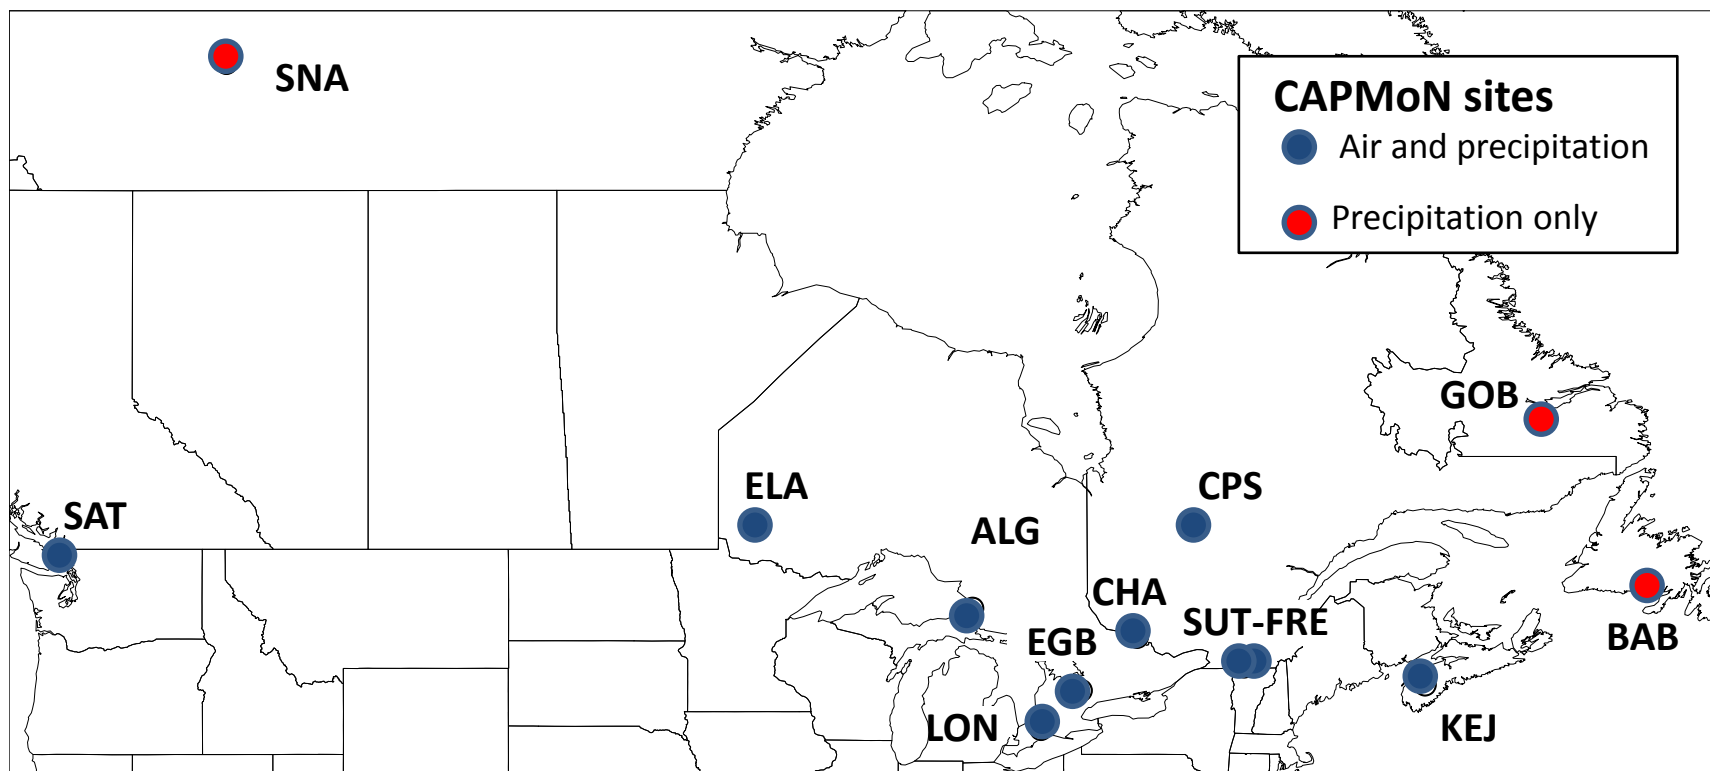 SNA
CAPMoN sites
Air and precipitation
Precipitation only
GOB
ELA
CPS
SAT
ALG
CHA
SUT-FRE
EGB
BAB
LON
KEJ